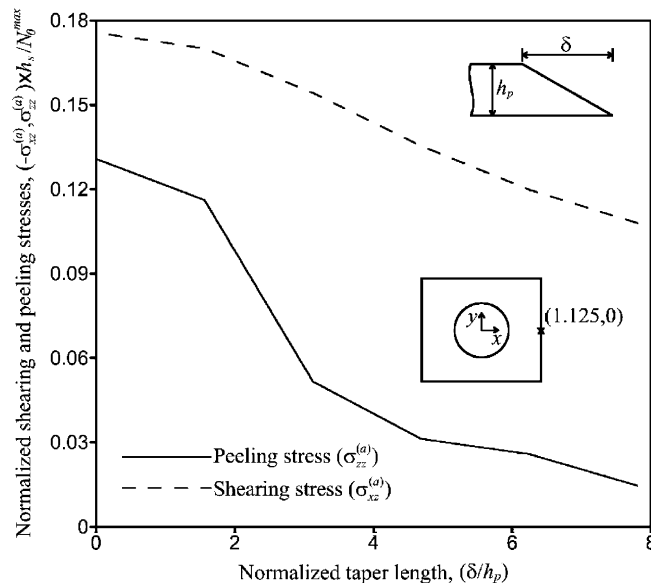 Normalized shearing and peeling stresses, (-σ_xz^(a), σ_zz^(a))×h_s/N_0^max
0.18
0.15
0.12
0.09
0.06
0.03
0
δ
h_p
(1.125,0)
y
x
Peeling stress (σ_zz^(a))
Shearing stress (σ_xz^(a))
0 2 4 6 8
Normalized taper length, (δ/h_p)